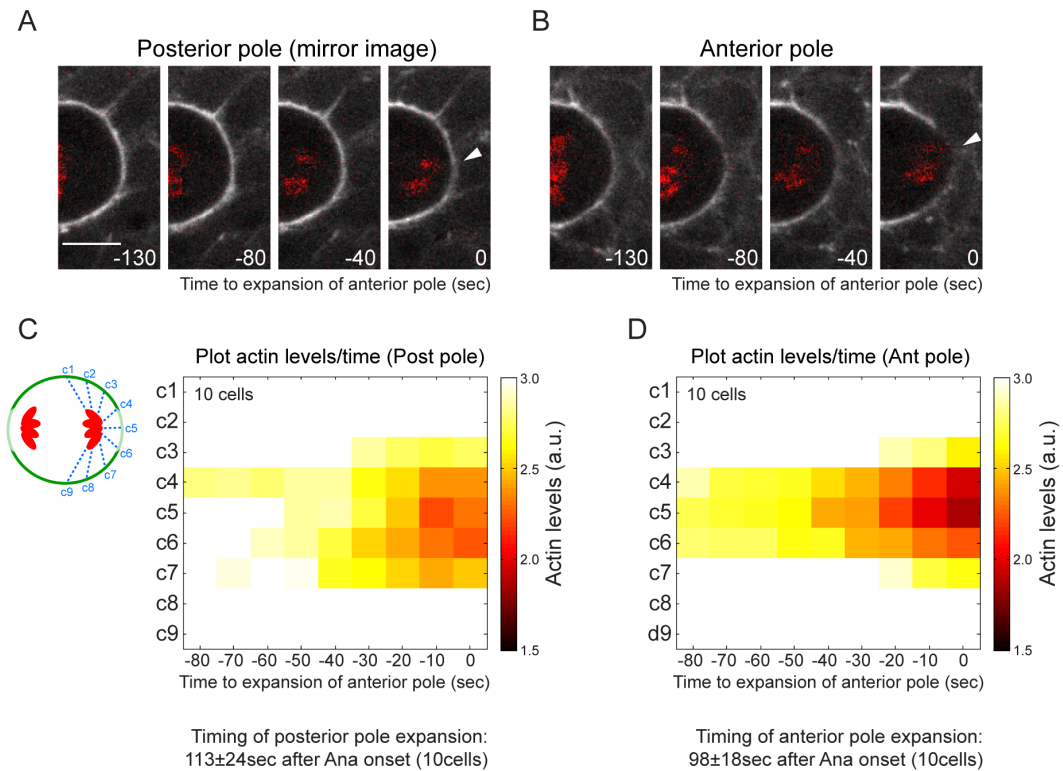 A
Posterior pole (mirror image)
-130
-80
-40
0
Time to expansion of anterior pole (sec)
B
Anterior pole
-130
-80
-40
0
Time to expansion of anterior pole (sec)
C
c1
c2
c3
c4
c5
c6
c7
c8
c9
Plot actin levels/time (Post pole)
10 cells
c1
c2
c3
c4
c5
c6
c7
c8
c9
-80 -70 -60 -50 -40 -30 -20 -10 0
Time to expansion of anterior pole (sec)
3.0
2.5
2.0
1.5
Actin levels (a.u.)
Timing of posterior pole expansion:
113±24sec after Ana onset (10cells)
D
Plot actin levels/time (Ant pole)
10 cells
c1
c2
c3
c4
c5
c6
c7
c8
d9
-80 -70 -60 -50 -40 -30 -20 -10 0
Time to expansion of anterior pole (sec)
3.0
2.5
2.0
1.5
Actin levels (a.u.)
Timing of anterior pole expansion:
98±18sec after Ana onset (10cells)